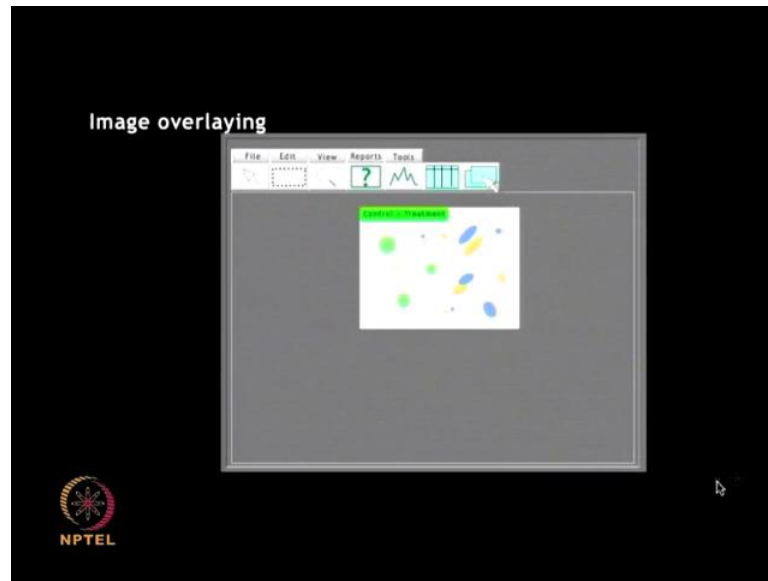 Image overlaying
File Edit View Reports Tools
?
Control - Treatment
NPTEL